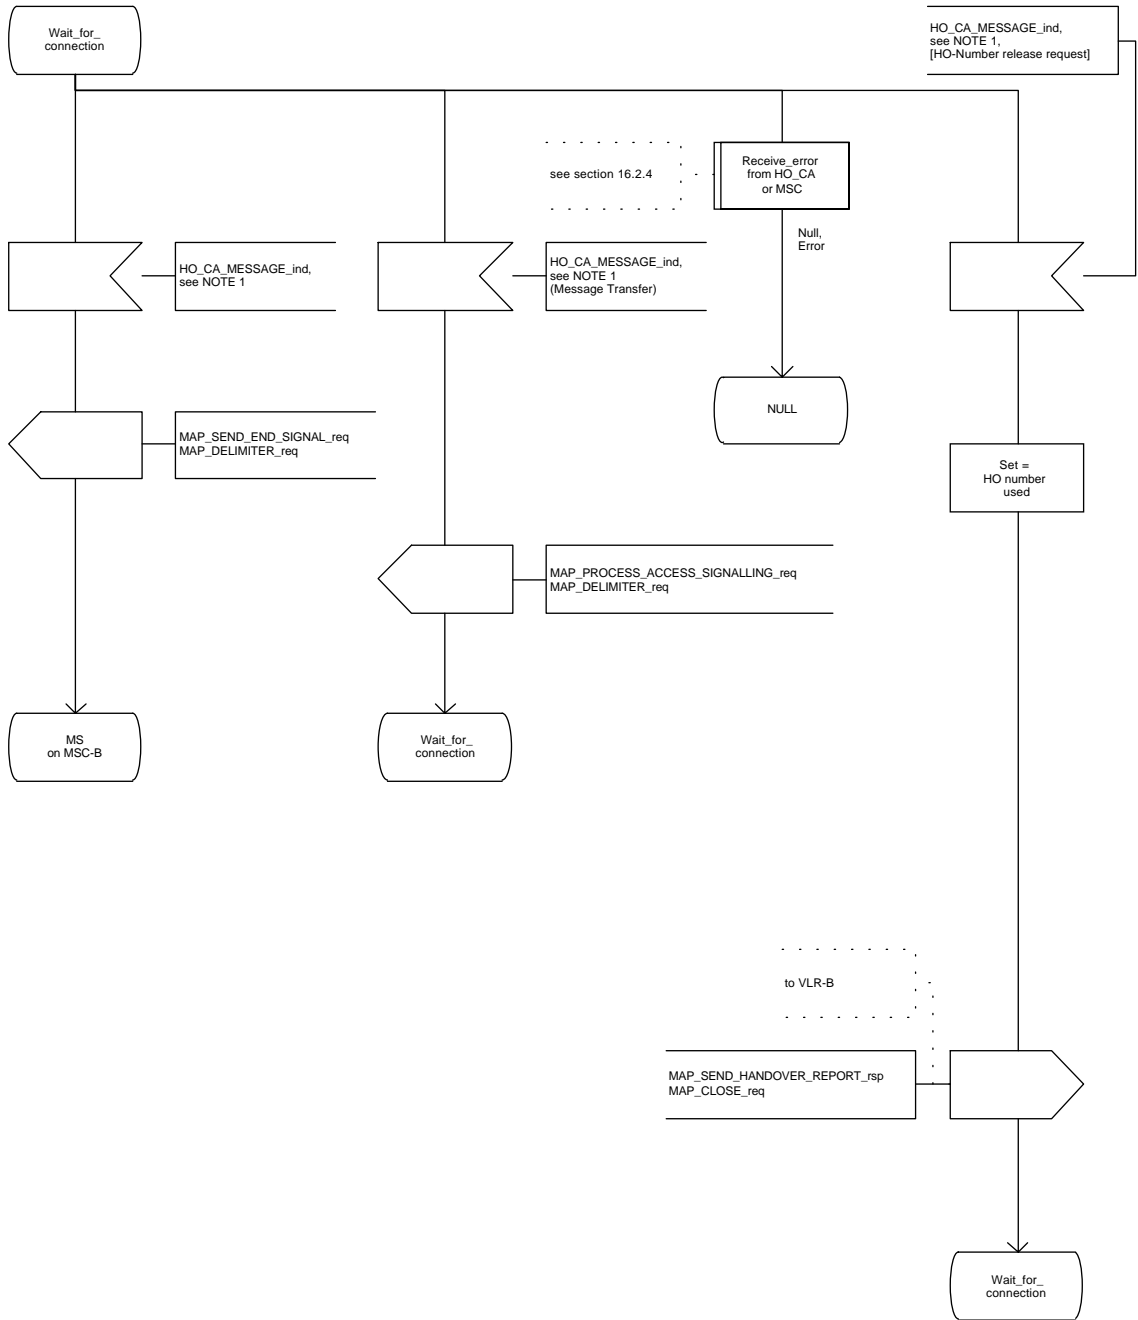 Wait_for_
connection
HO_CA_MESSAGE_ind,
see NOTE 1,
[HO-Number release request]
see section 16.2.4
Receive_error
from HO_CA
or MSC
Null,
Error
HO_CA_MESSAGE_ind,
see NOTE 1
HO_CA_MESSAGE_ind,
see NOTE 1
(Message Transfer)
NULL
MAP_SEND_END_SIGNAL_req
MAP_DELIMITER_req
Set =
HO number
used
MAP_PROCESS_ACCESS_SIGNALLING_req
MAP_DELIMITER_req
MS
on MSC-B
Wait_for_
connection
to VLR-B
MAP_SEND_HANDOVER_REPORT_rsp
MAP_CLOSE_req
Wait_for_
connection